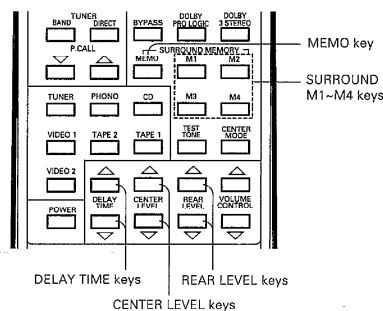 TUNER
BAND DIRECT
BYPASS
DOLBY
PRO LOGIC
DOLBY
3 STEREO
P.CALL
SURROUND MEMORY
MEMO M1 M2
MEMO key
SURROUND
M1~M4 keys
TUNER PHONO CD M3 M4
VIDEO 1 TAPE 2 TAPE 1
TEST
TONE
CENTER
MODE
VIDEO 2
POWER
DELAY
TIME
CENTER
LEVEL
REAR
LEVEL
VOLUME
CONTROL
DELAY TIME keys
REAR LEVEL keys
CENTER LEVEL keys